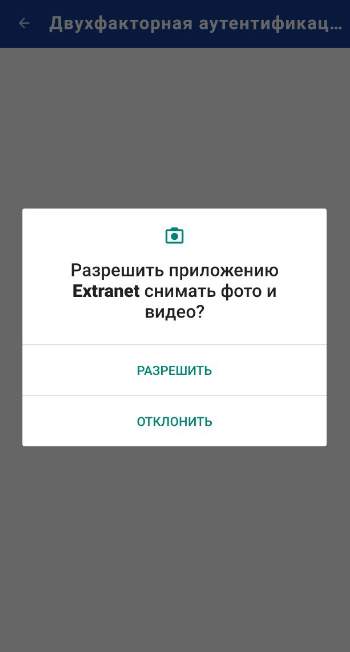 Двухфакторная аутентификац...
Разрешить приложению
Extranet снимать фото и
видео?
РАЗРЕШИТЬ
ОТКЛОНИТЬ